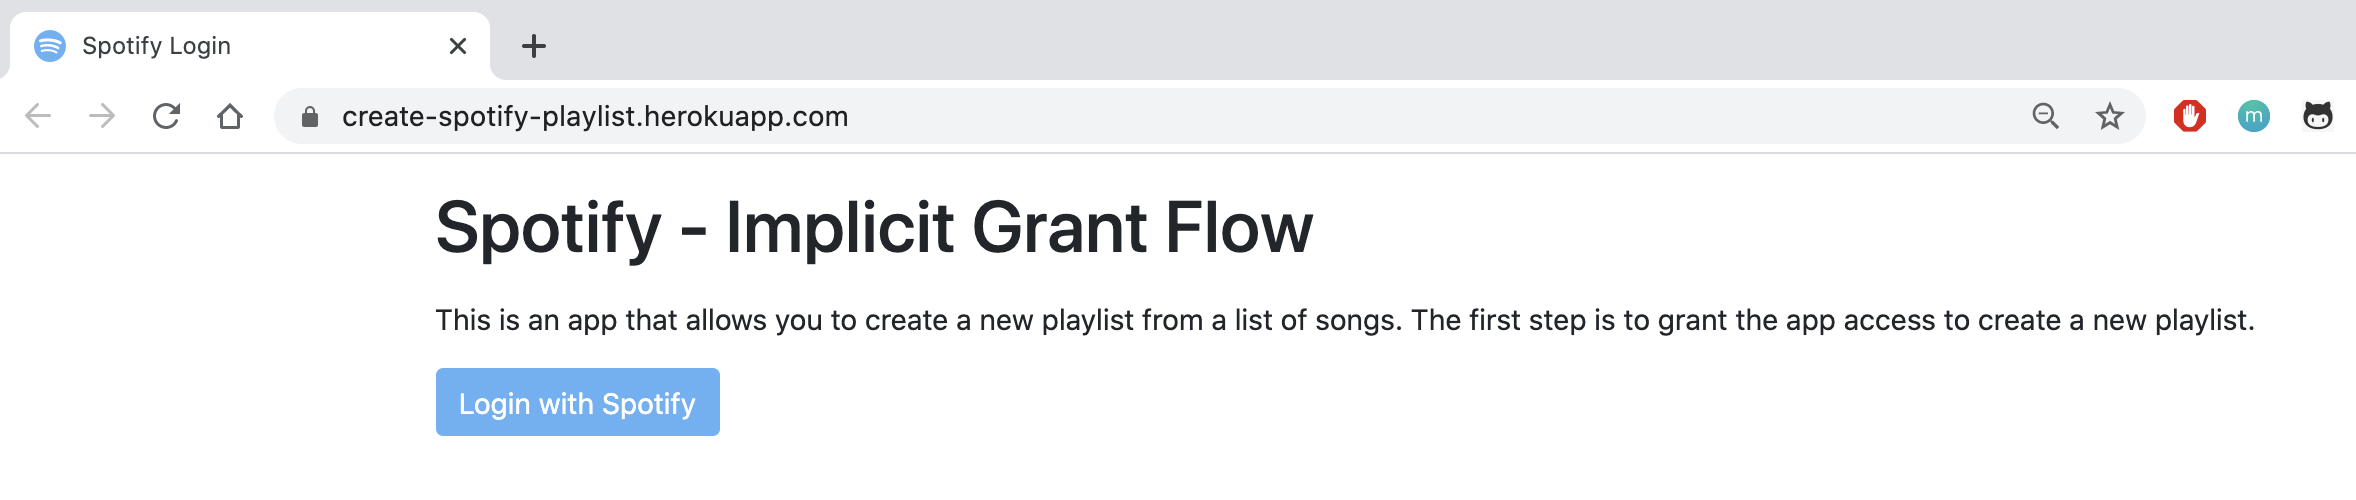 Spotify Login
create-spotify-playlist.herokuapp.com
m
Spotify - Implicit Grant Flow
This is an app that allows you to create a new playlist from a list of songs. The first step is to grant the app access to create a new playlist.
Login with Spotify